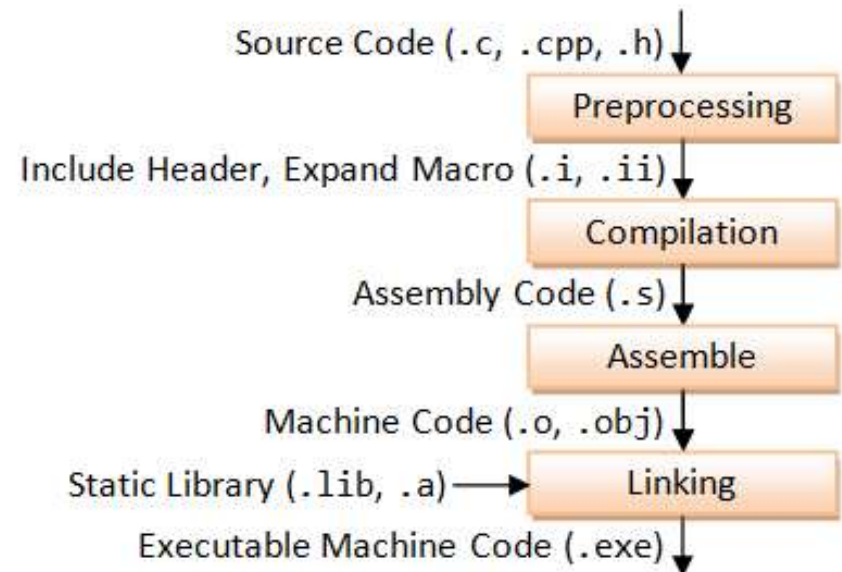 Source Code (.c, .cpp, .h)
Preprocessing
Include Header, Expand Macro (.i, .ii)
Compilation
Assembly Code (.s)
Assemble
Machine Code (.o, .obj)
Static Library (.lib, .a)
Linking
Executable Machine Code (.exe)